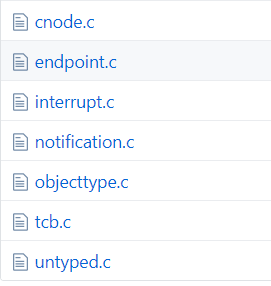 cnode.c
endpoint.c
interrupt.c
notification.c
objecttype.c
tcb.c
untyped.c